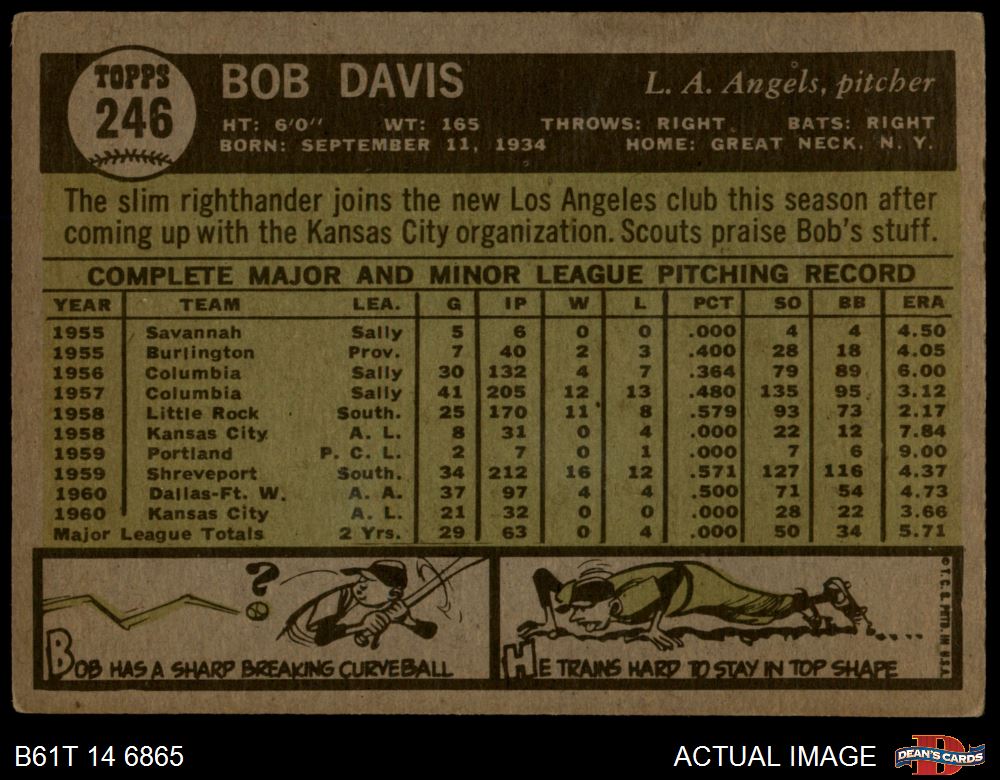 TOPPS
246
BOB DAVIS
L. A. Angels, pitcher
HT: 6'0" WT: 165 THROWS: RIGHT BATS: RIGHT
BORN: SEPTEMBER 11, 1934 HOME: GREAT NECK, N. Y.
The slim righthander joins the new Los Angeles club this season after
coming up with the Kansas City organization. Scouts praise Bob's stuff.
COMPLETE MAJOR AND MINOR LEAGUE PITCHING RECORD
YEAR TEAM LEA. G IP W L PCT SO BB ERA
1955 Savannah Sally 5 6 0 0 .000 4 4 4.50
1955 Burlington Prov. 7 40 2 3 .400 28 18 4.05
1956 Columbia Sally 30 132 4 7 .364 79 89 6.00
1957 Columbia Sally 41 205 12 13 .480 135 95 3.12
1958 Little Rock South. 25 170 11 8 .579 93 73 2.17
1958 Kansas City A. L. 8 31 0 4 .000 22 12 7.84
1959 Portland P. C. L. 2 7 0 1 .000 7 6 9.00
1959 Shreveport South. 34 212 16 12 .571 127 116 4.37
1960 Dallas-Ft. W. A. A. 37 97 4 4 .500 71 54 4.73
1960 Kansas City A. L. 21 32 0 0 .000 28 22 3.66
Major League Totals 2 Yrs. 29 63 0 4 .000 50 34 5.71
?
BOB HAS A SHARP BREAKING CURVEBALL
HE TRAINS HARD TO STAY IN TOP SHAPE
© T. C. G. PRTD. IN U.S.A.
B61T 14 6865
ACTUAL IMAGE
D
DEAN'S CARDS